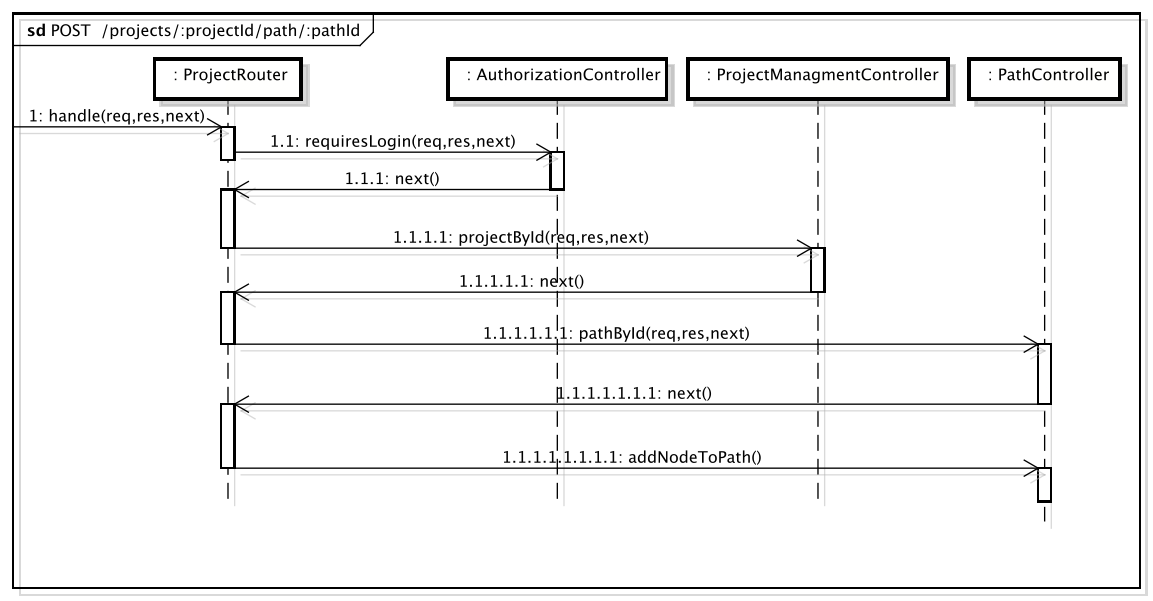 sd POST /projects/:projectId/path/:pathId
: ProjectRouter
: AuthorizationController
: ProjectManagmentController
: PathController
1: handle(req,res,next)
1.1: requiresLogin(req,res,next)
1.1.1: next()
1.1.1.1: projectById(req,res,next)
1.1.1.1.1: next()
1.1.1.1.1.1: pathById(req,res,next)
1.1.1.1.1.1.1: next()
1.1.1.1.1.1.1.1: addNodeToPath()